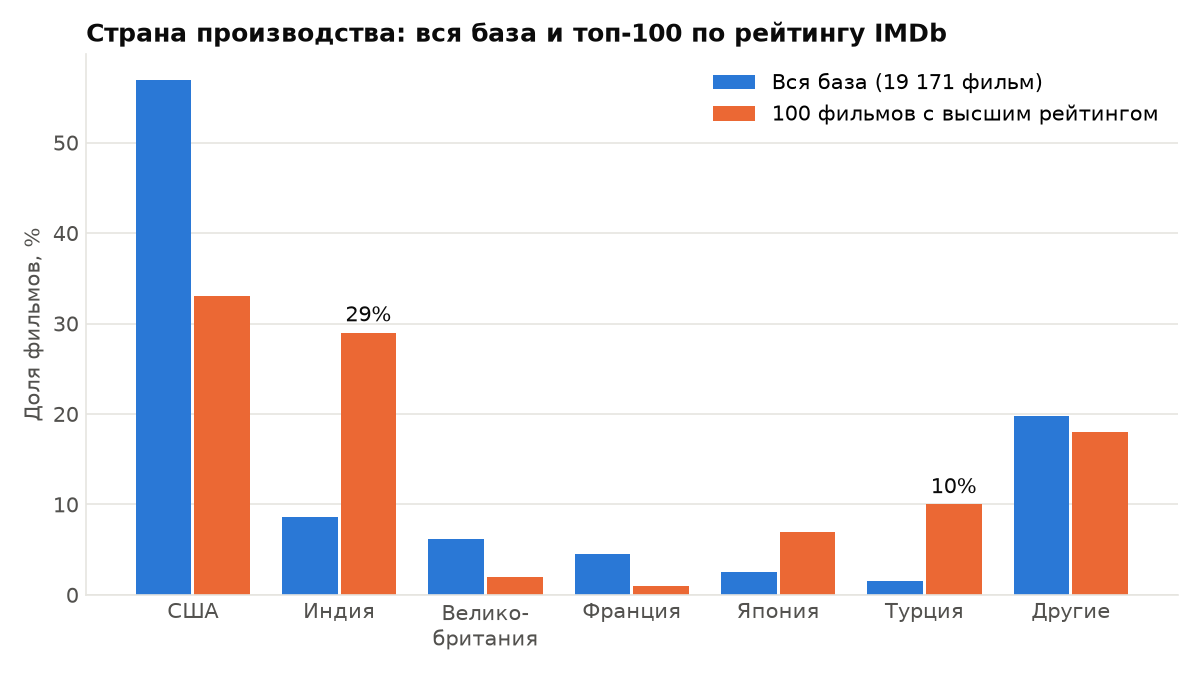 Страна производства: вся база и топ-100 по рейтингу IMDb
Вся база (19 171 фильм)
100 фильмов с высшим рейтингом
Доля фильмов, %
50
40
30
20
10
0
29%
10%
США
Индия
Велико-
британия
Франция
Япония
Турция
Другие